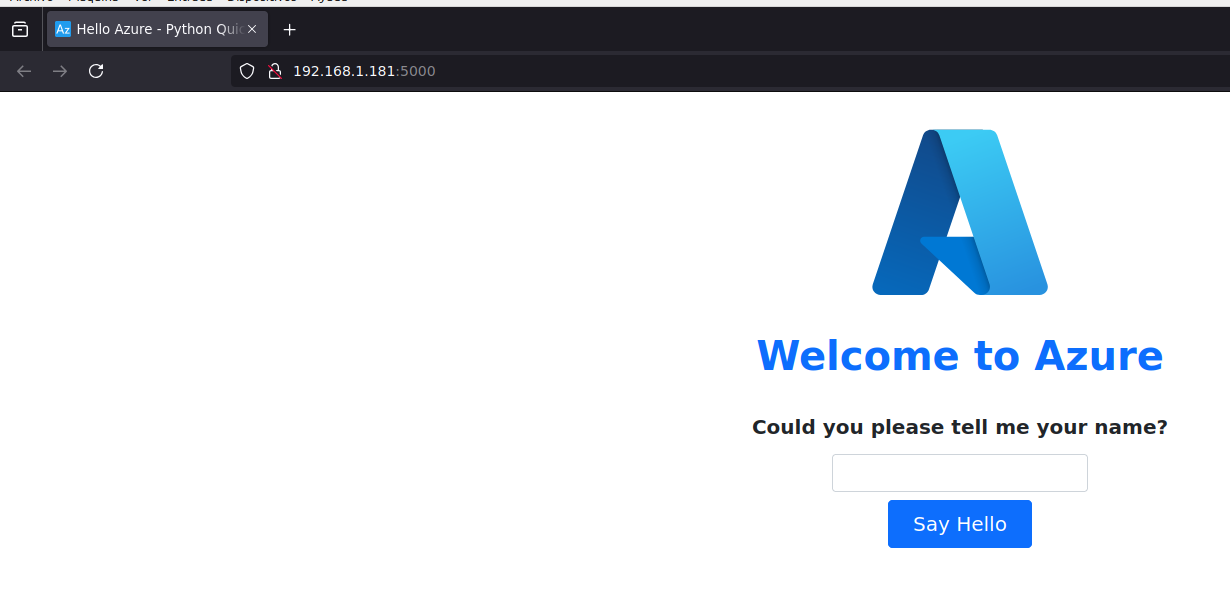 Hello Azure - Python Quic
192.168.1.181:5000
Welcome to Azure
Could you please tell me your name?
Say Hello